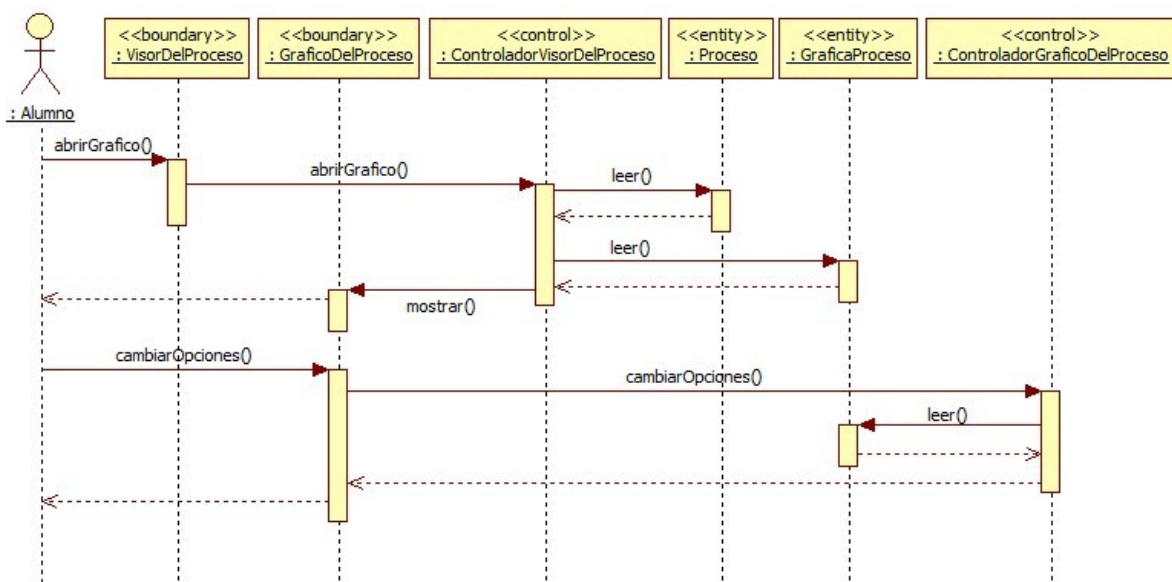 <<boundary>>
: VisorDelProceso
<<boundary>>
: GraficoDelProceso
<<control>>
: ControladorVisorDelProceso
<<entity>>
: Proceso
<<entity>>
: GraficaProceso
<<control>>
: ControladorGraficoDelProceso
: Alumno
abrirGrafico()
abrirGrafico()
leer()
leer()
mostrar()
cambiarOpciones()
cambiarOpciones()
leer()